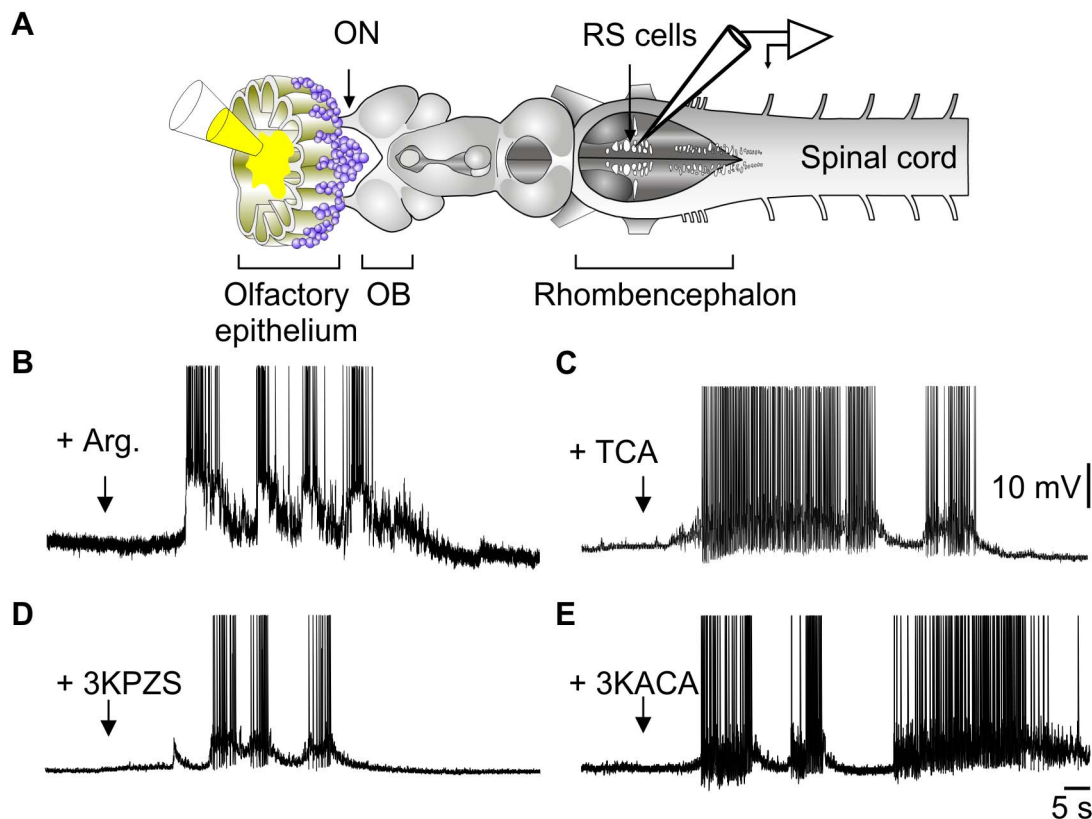 A
ON
RS cells
Spinal cord
Olfactory
epithelium
OB
Rhombencephalon
B
+ Arg.
C
+ TCA
10 mV
D
+ 3KPZS
E
+ 3KACA
5 s